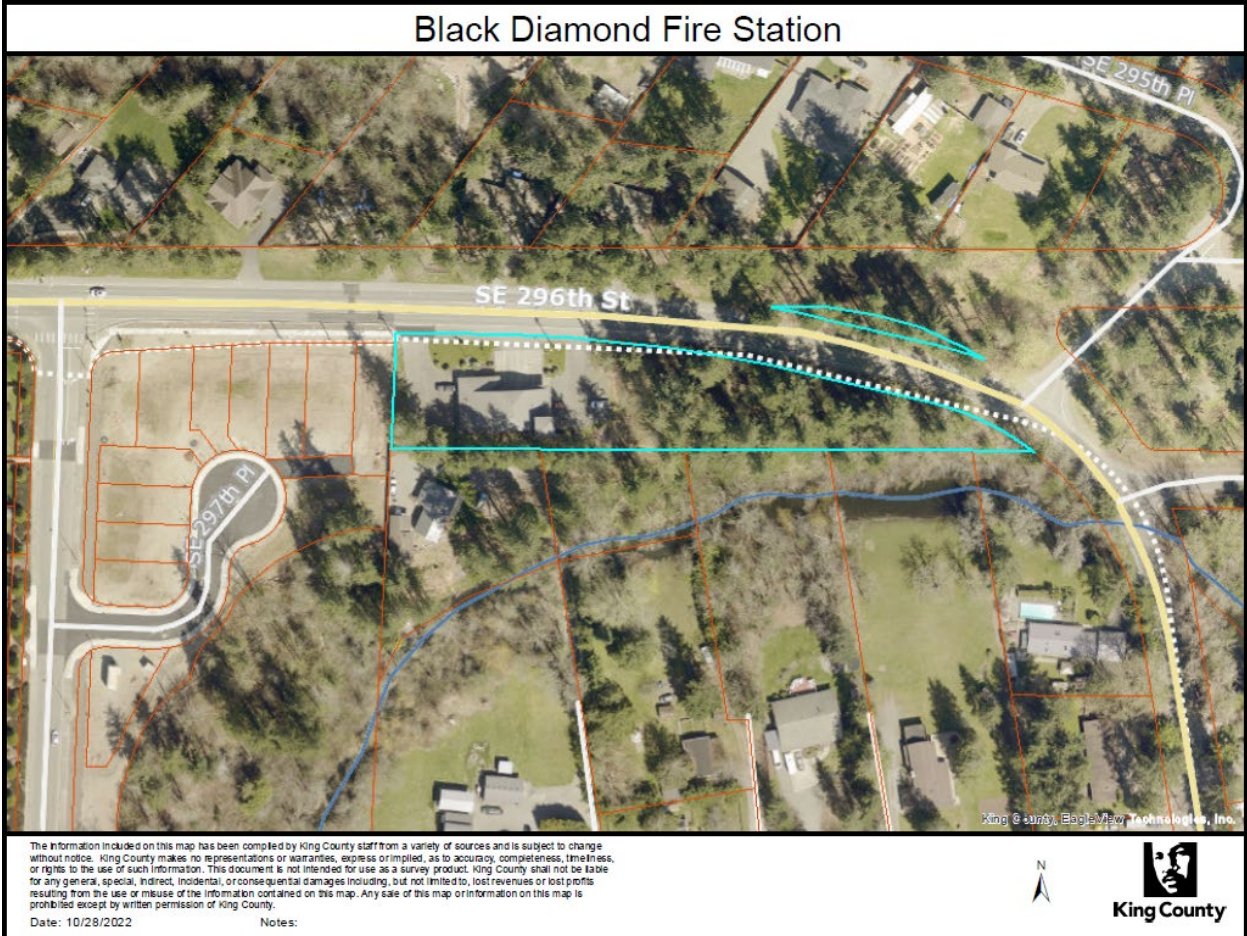 Black Diamond Fire Station
SE 295th Pl
SE 296th St
SE 297th Pl
King County, EagleView Technologies, Inc.
The information included on this map has been compiled by King County staff from a variety of sources and is subject to change
without notice. King County makes no representations or warranties, express or implied, as to accuracy, completeness, timeliness,
or rights to the use of such information. This document is not intended for use as a survey product. King County shall not be liable
for any general, special, indirect, incidental, or consequential damages including, but not limited to, lost revenues or lost profits
resulting from the use or misuse of the information contained on this map. Any sale of this map or information on this map is
prohibited except by written permission of King County.
Date: 10/28/2022 Notes:
N
King County